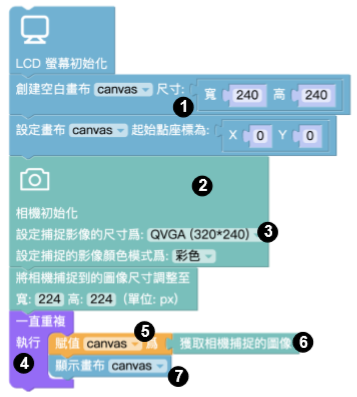 LCD 螢幕初始化
創建空白畫布 canvas 尺寸: 寬 240 高 240
1
設定畫布 canvas 起始點座標為: X 0 Y 0
2
相機初始化
設定捕捉影像的尺寸爲: QVGA (320*240) 3
設定捕捉的影像顏色模式爲: 彩色
將相機捕捉到的圖像尺寸調整至
寬: 224 高: 224 (單位: px)
一直重複
5
執行 賦值 canvas 爲 獲取相機捕捉的圖像 6
4 顯示畫布 canvas 7